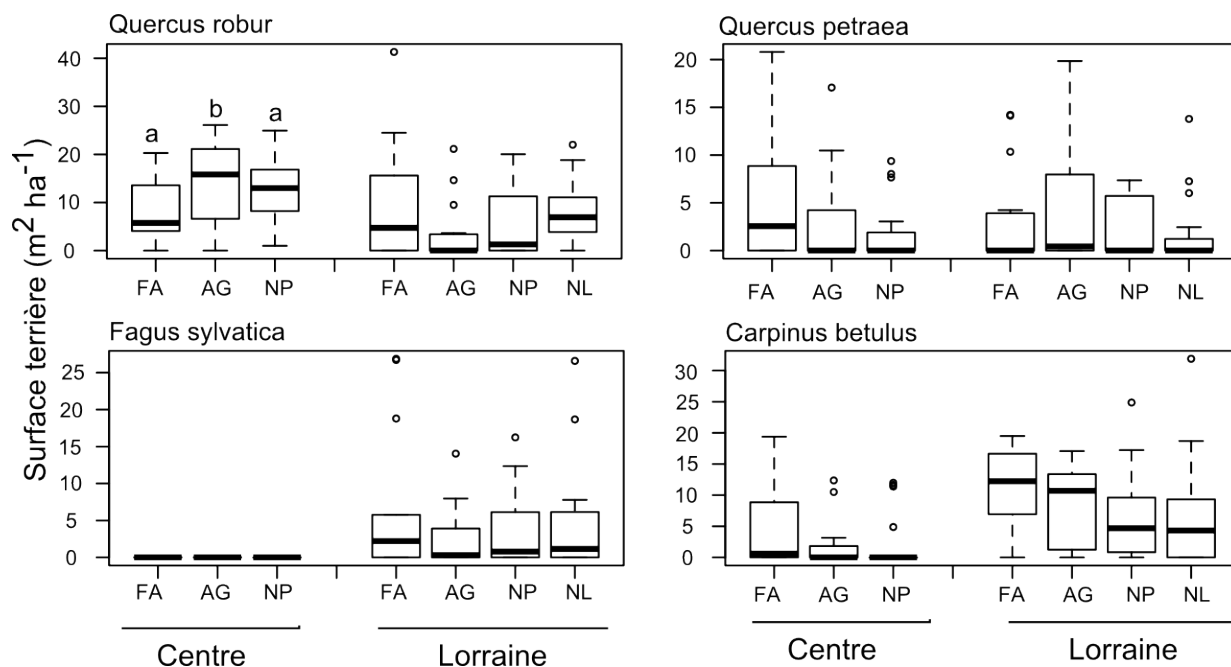 Quercus robur
Quercus petraea
40
30
20
10
0
a
b
a
20
15
10
5
0
FA AG NP FA AG NP NL
FA AG NP FA AG NP NL
Surface terrière (m² ha⁻¹)
Fagus sylvatica
Carpinus betulus
25
20
15
10
5
0
30
25
20
15
10
5
0
FA AG NP FA AG NP NL
FA AG NP FA AG NP NL
Centre
Lorraine
Centre
Lorraine